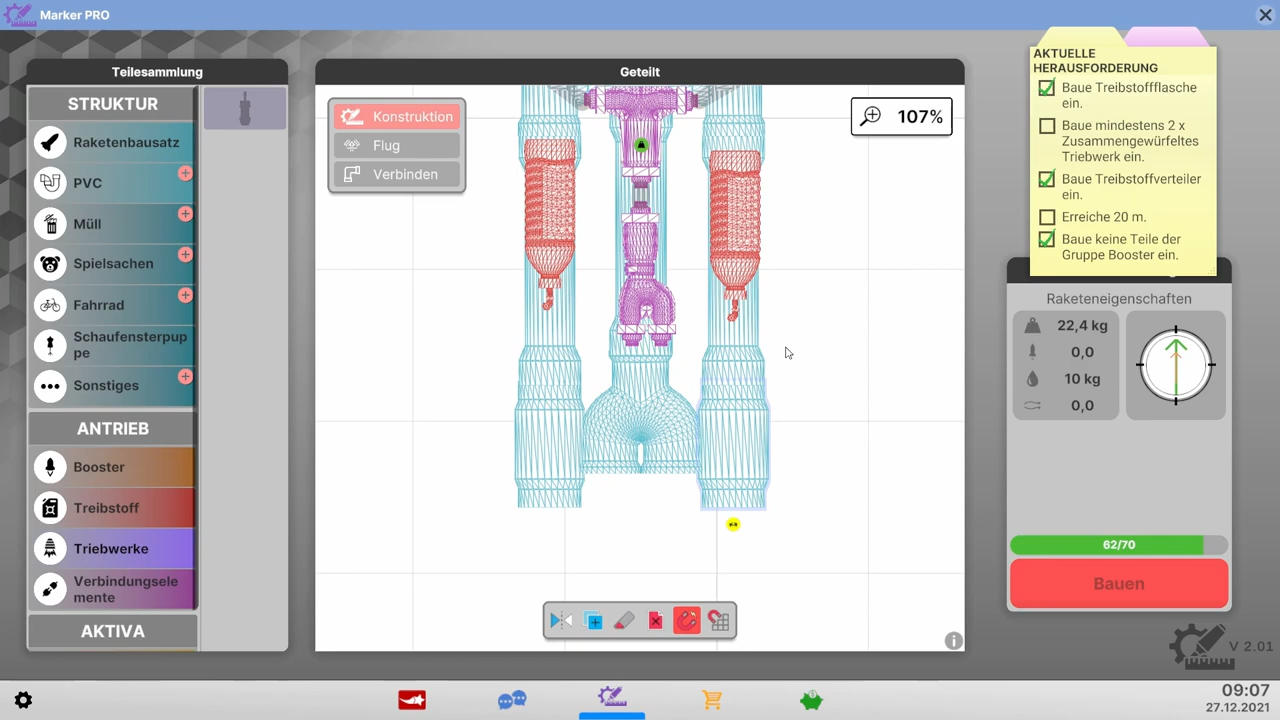 Marker PRO
Teilesammlung
STRUKTUR
Raketenbausatz
PVC
Müll
Spielsachen
Fahrrad
Schaufensterpup
pe
Sonstiges
ANTRIEB
Booster
Treibstoff
Triebwerke
Verbindungsele
mente
AKTIVA
Geteilt
Konstruktion
Flug
Verbinden
107%
AKTUELLE
HERAUSFORDERUNG
Baue Treibstoffflasche
ein.
Baue mindestens 2 x
Zusammengewürfeltes
Triebwerk ein.
Baue Treibstoffverteiler
ein.
Erreiche 20 m.
Baue keine Teile der
Gruppe Booster ein.
Raketeneigenschaften
22,4 kg
0,0
10 kg
0,0
62/70
Bauen
V 2.01
09:07
27.12.2021